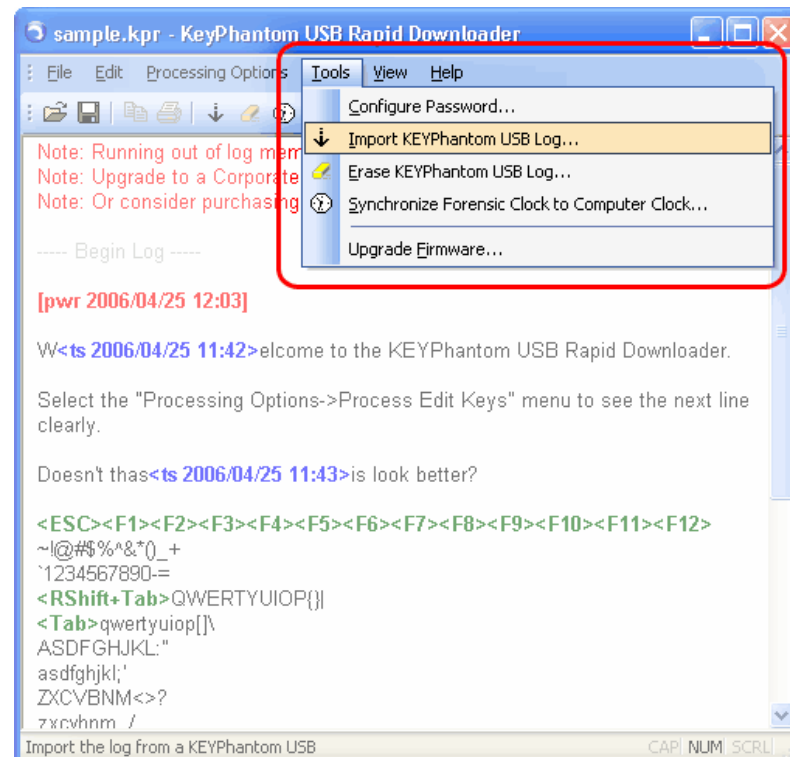 sample.kpr - KeyPhantom USB Rapid Downloader
File Edit Processing Options Tools View Help
Configure Password...
Import KEYPhantom USB Log...
Erase KEYPhantom USB Log...
Synchronize Forensic Clock to Computer Clock...
Upgrade Firmware...
Note: Running out of log mem
Note: Upgrade to a Corporate
Note: Or consider purchasing
----- Begin Log -----
[pwr 2006/04/25 12:03]
W<ts 2006/04/25 11:42>elcome to the KEYPhantom USB Rapid Downloader.
Select the "Processing Options->Process Edit Keys" menu to see the next line
clearly.
Doesn't thas<ts 2006/04/25 11:43>is look better?
<ESC><F1><F2><F3><F4><F5><F6><F7><F8><F9><F10><F11><F12>
~!@#$%^&*()_+
`1234567890-=
<RShift+Tab>QWERTYUIOP{}|
<Tab>qwertyuiop[]\
ASDFGHJKL:"
asdfghjkl;'
ZXCVBNM<>?
zxcvbnm,./
Import the log from a KEYPhantom USB
CAP NUM SCRL